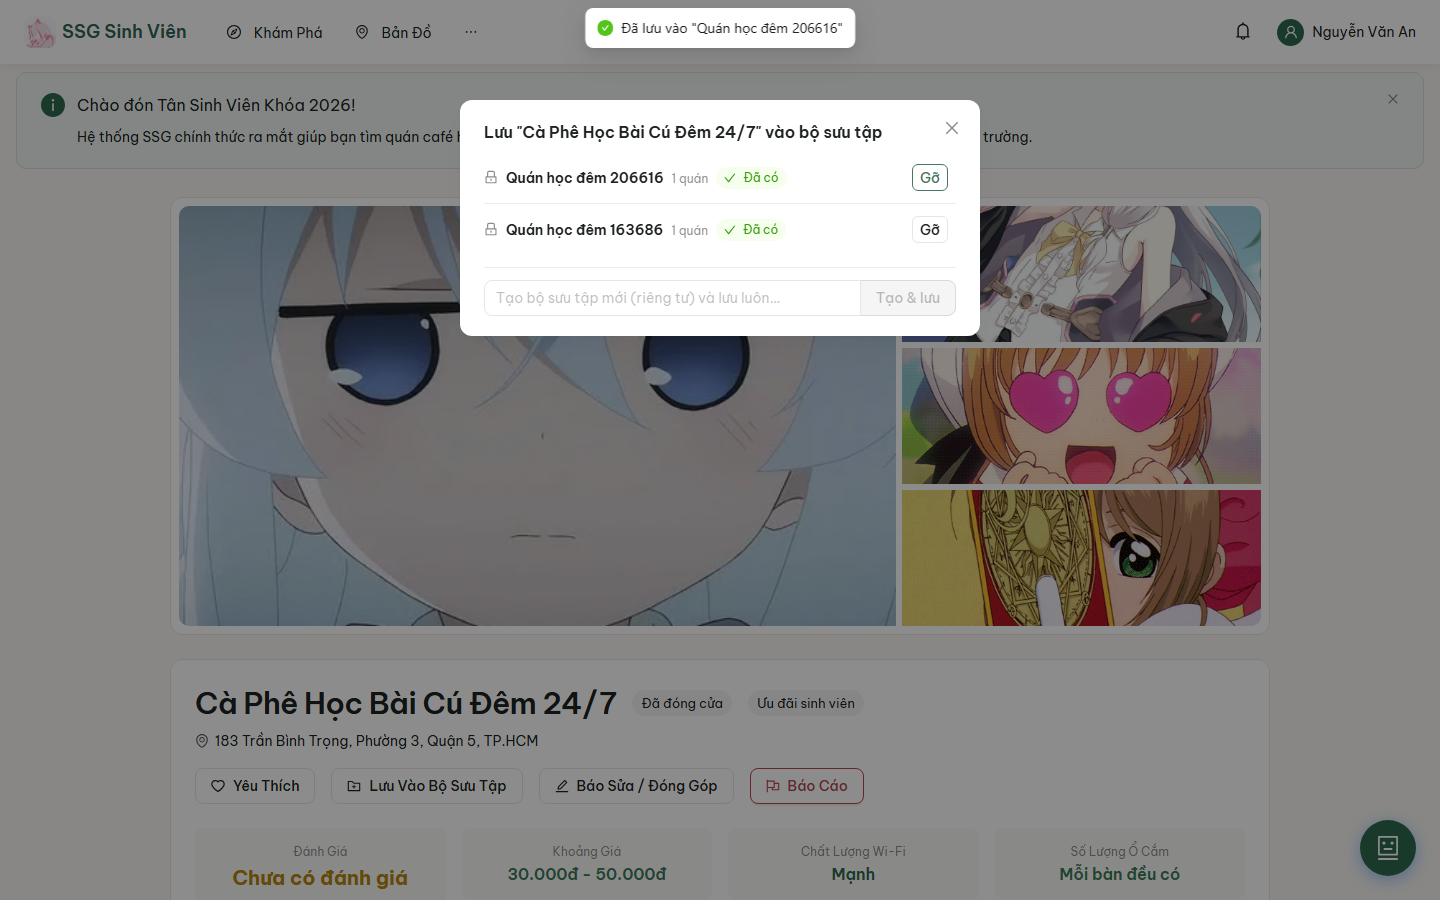 SSG Sinh Viên
Khám Phá
Bản Đồ
...
Đã lưu vào "Quán học đêm 206616"
Nguyễn Văn An
Chào đón Tân Sinh Viên Khóa 2026!
Hệ thống SSG chính thức ra mắt giúp bạn tìm quán café
trường.
Lưu "Cà Phê Học Bài Cú Đêm 24/7" vào bộ sưu tập
Quán học đêm 206616 1 quán Đã có Gỡ
Quán học đêm 163686 1 quán Đã có Gỡ
Tạo bộ sưu tập mới (riêng tư) và lưu luôn... Tạo & lưu
Cà Phê Học Bài Cú Đêm 24/7 Đã đóng cửa Ưu đãi sinh viên
183 Trần Bình Trọng, Phường 3, Quận 5, TP.HCM
Yêu Thích Lưu Vào Bộ Sưu Tập Báo Sửa / Đóng Góp Báo Cáo
Đánh Giá
Chưa có đánh giá
Khoảng Giá
30.000đ - 50.000đ
Chất Lượng Wi-Fi
Mạnh
Số Lượng Ổ Cắm
Mỗi bàn đều có